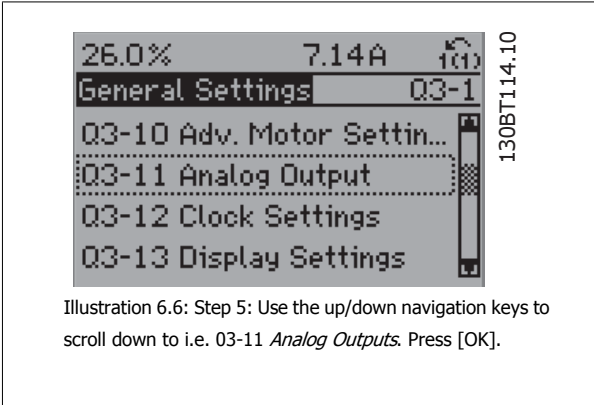 26.0% 7.14A 1(1)
General Settings Q3-1
Q3-10 Adv. Motor Settin...
Q3-11 Analog Output
Q3-12 Clock Settings
Q3-13 Display Settings
130BT114.10
Illustration 6.6: Step 5: Use the up/down navigation keys to
scroll down to i.e. 03-11 Analog Outputs. Press [OK].